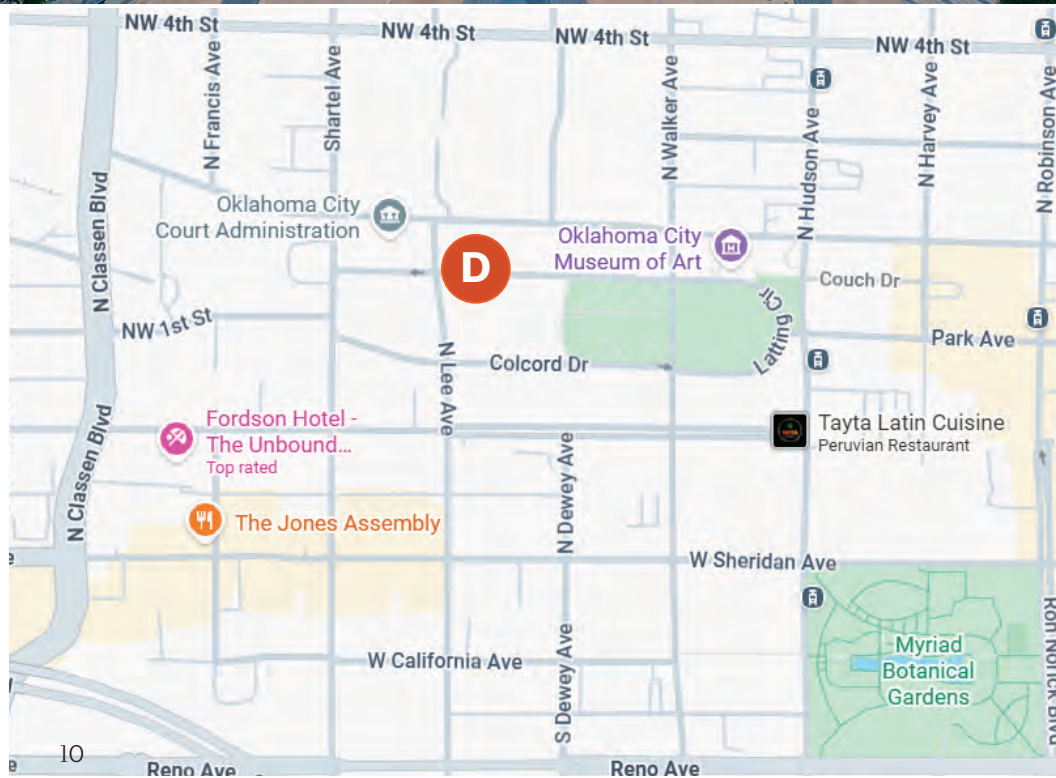 NW 4th St
NW 4th St
NW 4th St
NW 4th St
N Francis Ave
Shartel Ave
N Walker Ave
N Hudson Ave
N Harvey Ave
N Robinson Ave
N Classen Blvd
Oklahoma City
Court Administration
D
Oklahoma City
Museum of Art
Couch Dr
Latting Cir
NW 1st St
Park Ave
N Lee Ave
Colcord Dr
Fordson Hotel -
The Unbound...
Top rated
Tayta Latin Cuisine
Peruvian Restaurant
N Classen Blvd
The Jones Assembly
N Dewey Ave
W Sheridan Ave
e
Myriad
Botanical
Gardens
Ron Norick Blvd
W California Ave
S Dewey Ave
10
e
Reno Ave
Reno Ave